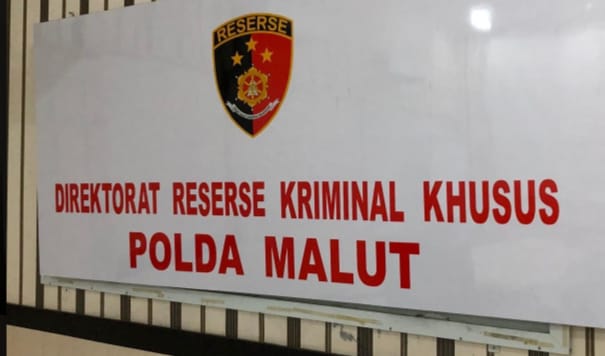 RESERSE
DIREKTORAT RESERSE KRIMINAL KHUSUS
POLDA MALUT